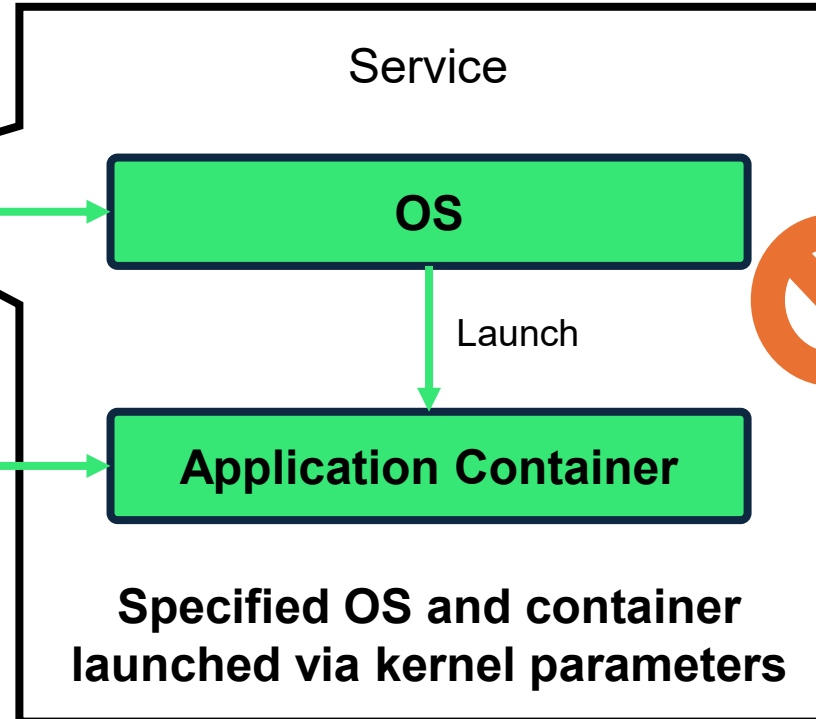 Service
OS
Launch
Application Container
Specified OS and container
launched via kernel parameters